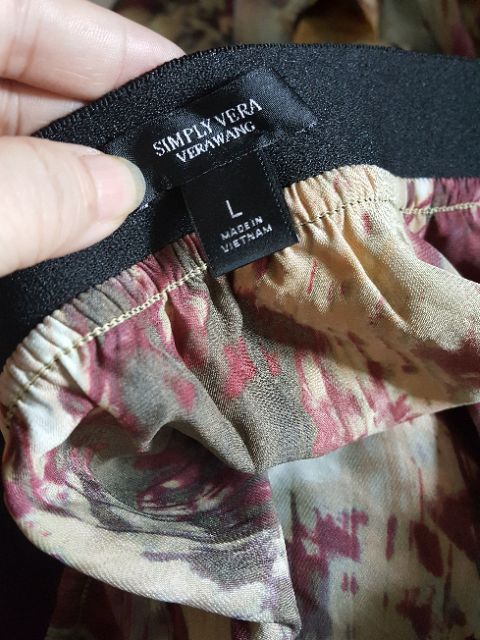 SIMPLY VERA
VERAWANG
L
MADE IN
VIETNAM